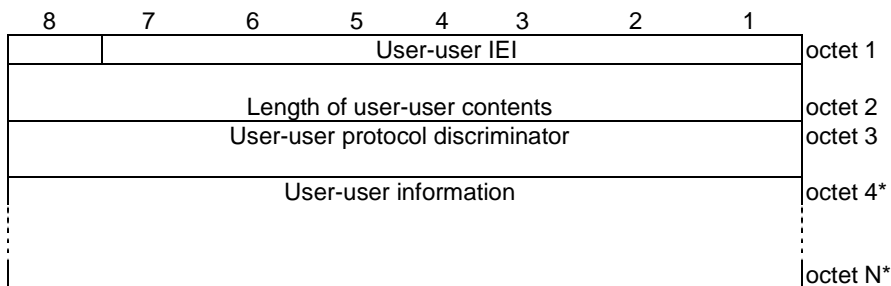 8 7 6 5 4 3 2 1
User-user IEI octet 1
Length of user-user contents octet 2
User-user protocol discriminator octet 3
User-user information octet 4*
octet N*